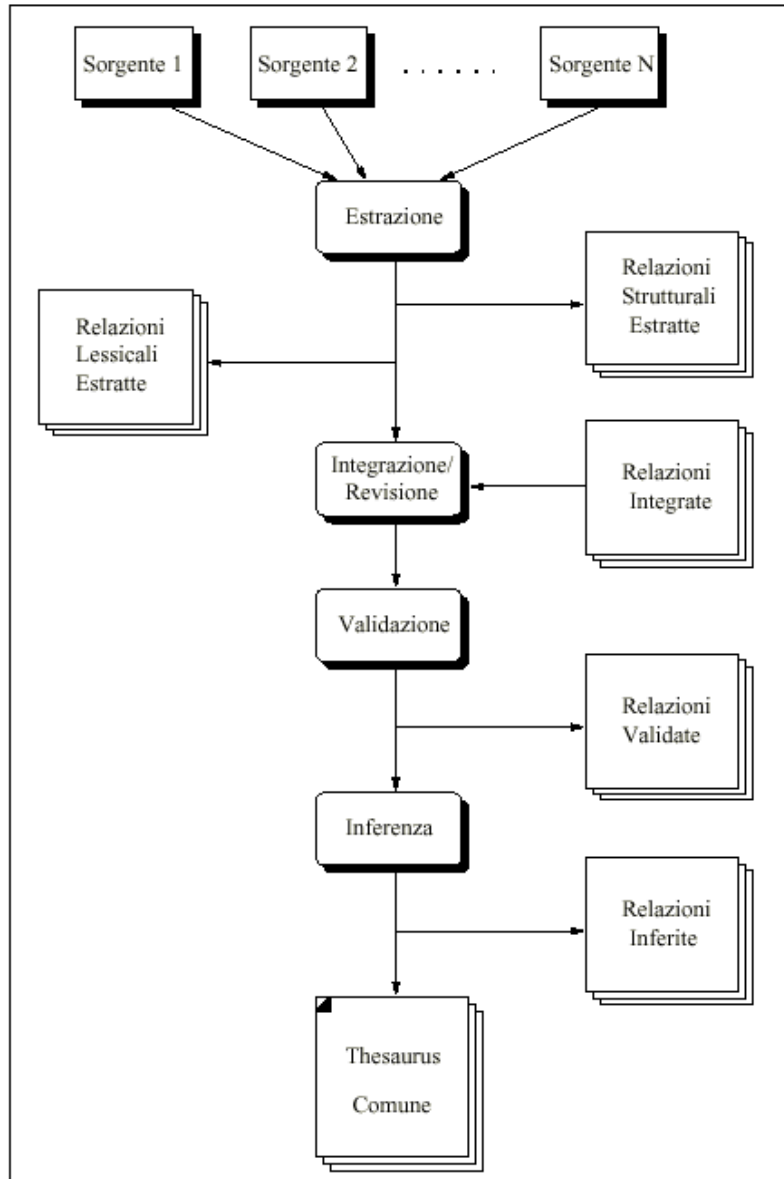 Sorgente 1
Sorgente 2
. . . . . .
Sorgente N
Estrazione
Relazioni
Strutturali
Estratte
Relazioni
Lessicali
Estratte
Integrazione/
Revisione
Relazioni
Integrate
Validazione
Relazioni
Validate
Inferenza
Relazioni
Inferite
Thesaurus
Comune